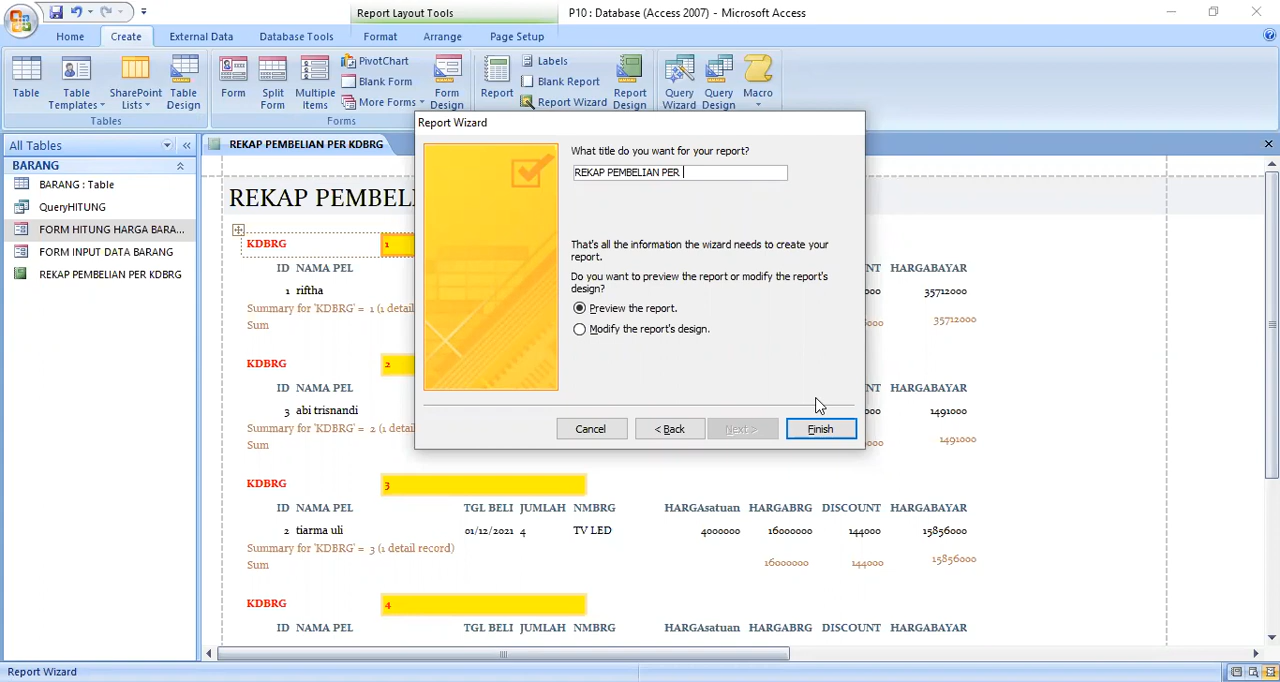 Report Layout Tools
P10 : Database (Access 2007) - Microsoft Access
Home Create External Data Database Tools Format Arrange Page Setup
Table
Table Templates
SharePoint Lists
Table Design
Tables
Form
Split Form
Multiple Items
PivotChart
Blank Form
More Forms
Form Design
Forms
Report
Labels
Blank Report
Report Wizard
Report Design
Query Wizard
Query Design
Macro
All Tables
BARANG
BARANG : Table
QueryHITUNG
FORM HITUNG HARGA BARA...
FORM INPUT DATA BARANG
REKAP PEMBELIAN PER KDBRG
REKAP PEMBELIAN PER KDBRG
REKAP PEMBEL
KDBRG 1
ID NAMA PEL NT HARGABAYAR
1 riftha 000 35712000
Summary for 'KDBRG' = 1 (1 detail
Sum 000 35712000
KDBRG 2
ID NAMA PEL NT HARGABAYAR
3 abi trisnandi 000 1491000
Summary for 'KDBRG' = 2 (1 detail
Sum 000 1491000
KDBRG 3
ID NAMA PEL TGL BELI JUMLAH NMBRG HARGAsatuan HARGABRG DISCOUNT HARGABAYAR
2 tiarma uli 01/12/2021 4 TV LED 4000000 16000000 144000 15856000
Summary for 'KDBRG' = 3 (1 detail record)
Sum 16000000 144000 15856000
KDBRG 4
ID NAMA PEL TGL BELI JUMLAH NMBRG HARGAsatuan HARGABRG DISCOUNT HARGABAYAR
Report Wizard
What title do you want for your report?
REKAP PEMBELIAN PER
That's all the information the wizard needs to create your
report.
Do you want to preview the report or modify the report's
design?
Preview the report.
Modify the report's design.
Cancel < Back Next > Finish
Report Wizard